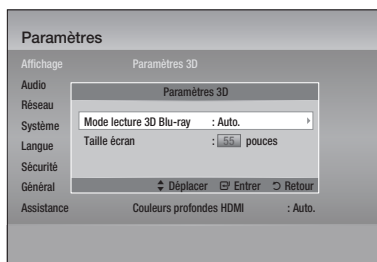 Paramètres
Affichage Paramètres 3D
Audio
Réseau
Système
Langue
Sécurité
Général
Assistance
Paramètres 3D
Mode lecture 3D Blu-ray : Auto.
Taille écran : 55 pouces
Déplacer Entrer Retour
Couleurs profondes HDMI : Auto.